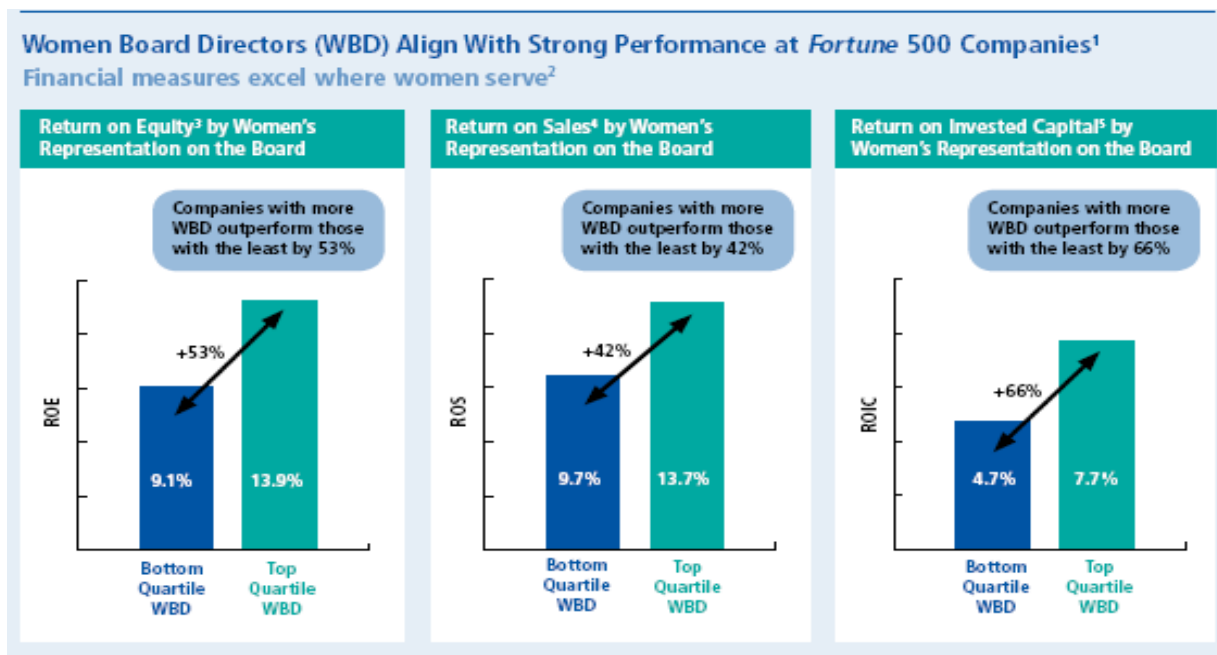 Women Board Directors (WBD) Align With Strong Performance at Fortune 500 Companies¹
Financial measures excel where women serve²
Return on Equity³ by Women's
Representation on the Board
Companies with more
WBD outperform those
with the least by 53%
+53%
ROE
9.1%
13.9%
Bottom
Quartile
WBD
Top
Quartile
WBD
Return on Sales⁴ by Women's
Representation on the Board
Companies with more
WBD outperform those
with the least by 42%
+42%
ROS
9.7%
13.7%
Bottom
Quartile
WBD
Top
Quartile
WBD
Return on Invested Capital⁵ by
Women's Representation on the Board
Companies with more
WBD outperform those
with the least by 66%
+66%
ROIC
4.7%
7.7%
Bottom
Quartile
WBD
Top
Quartile
WBD